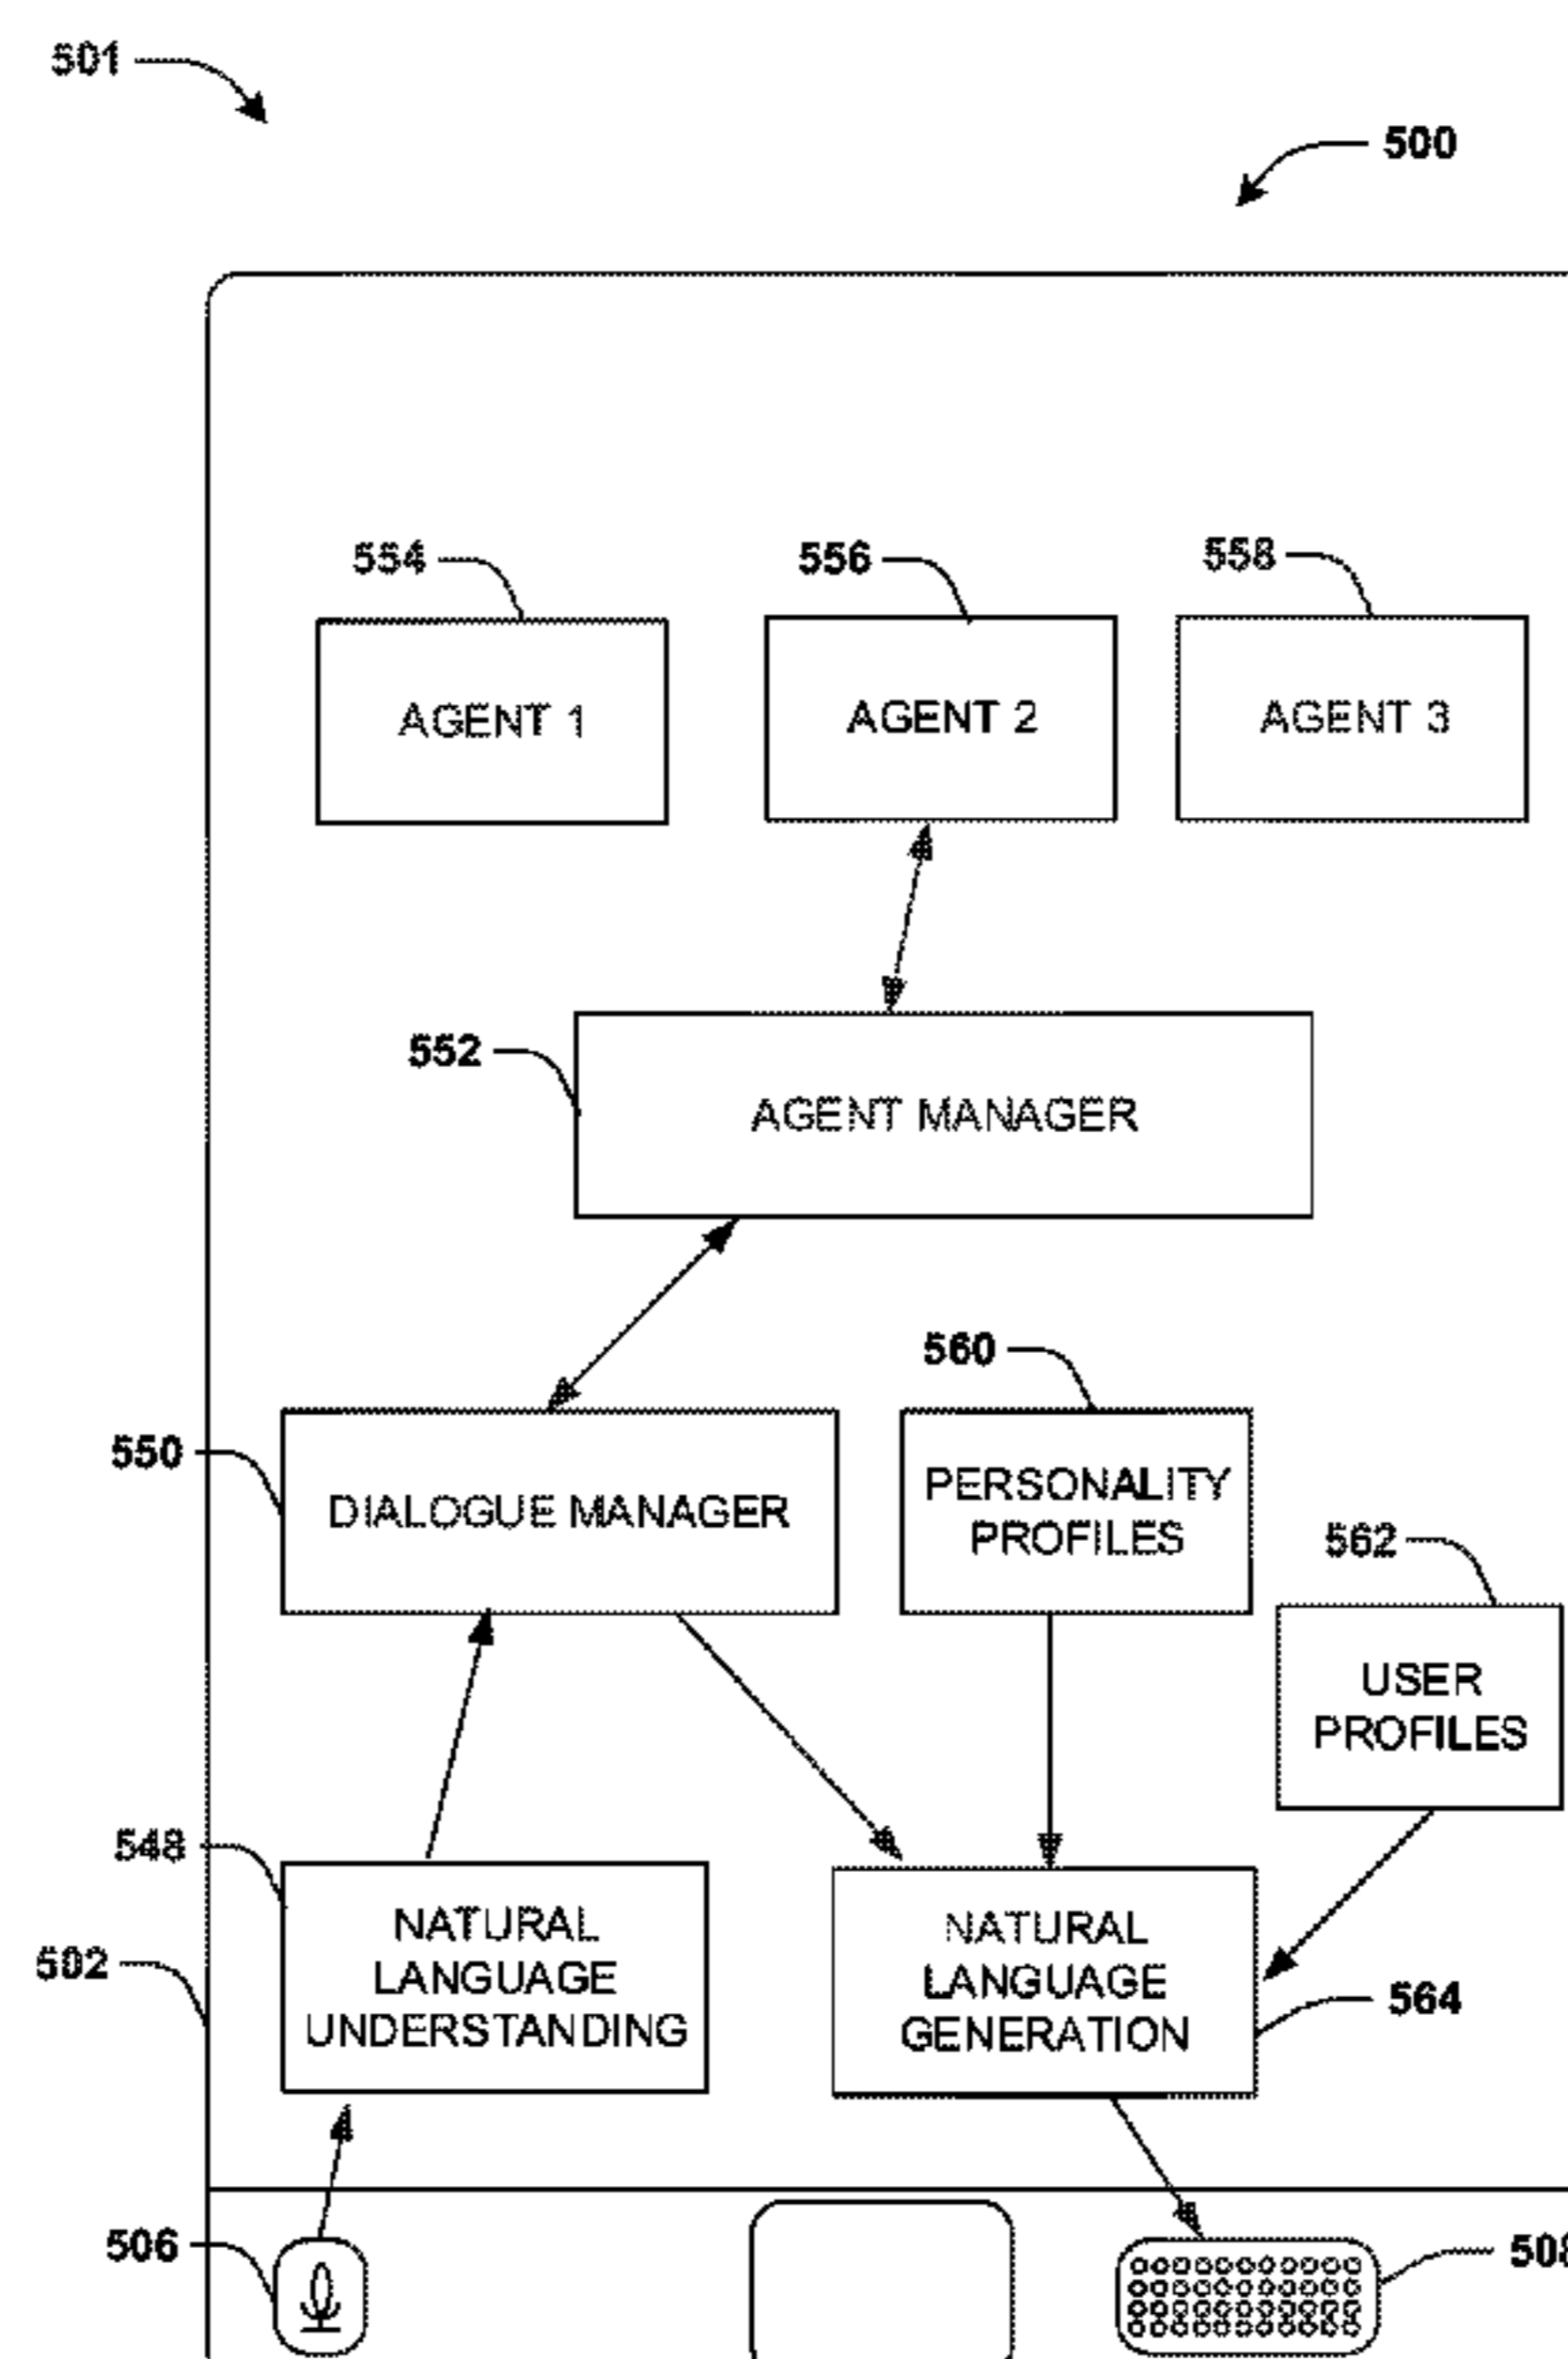 501
500
554
556
558
AGENT 1
AGENT 2
AGENT 3
552
AGENT MANAGER
560
550
DIALOGUE MANAGER
PERSONALITY
PROFILES
562
USER
PROFILES
548
NATURAL
LANGUAGE
UNDERSTANDING
NATURAL
LANGUAGE
GENERATION
502
564
506